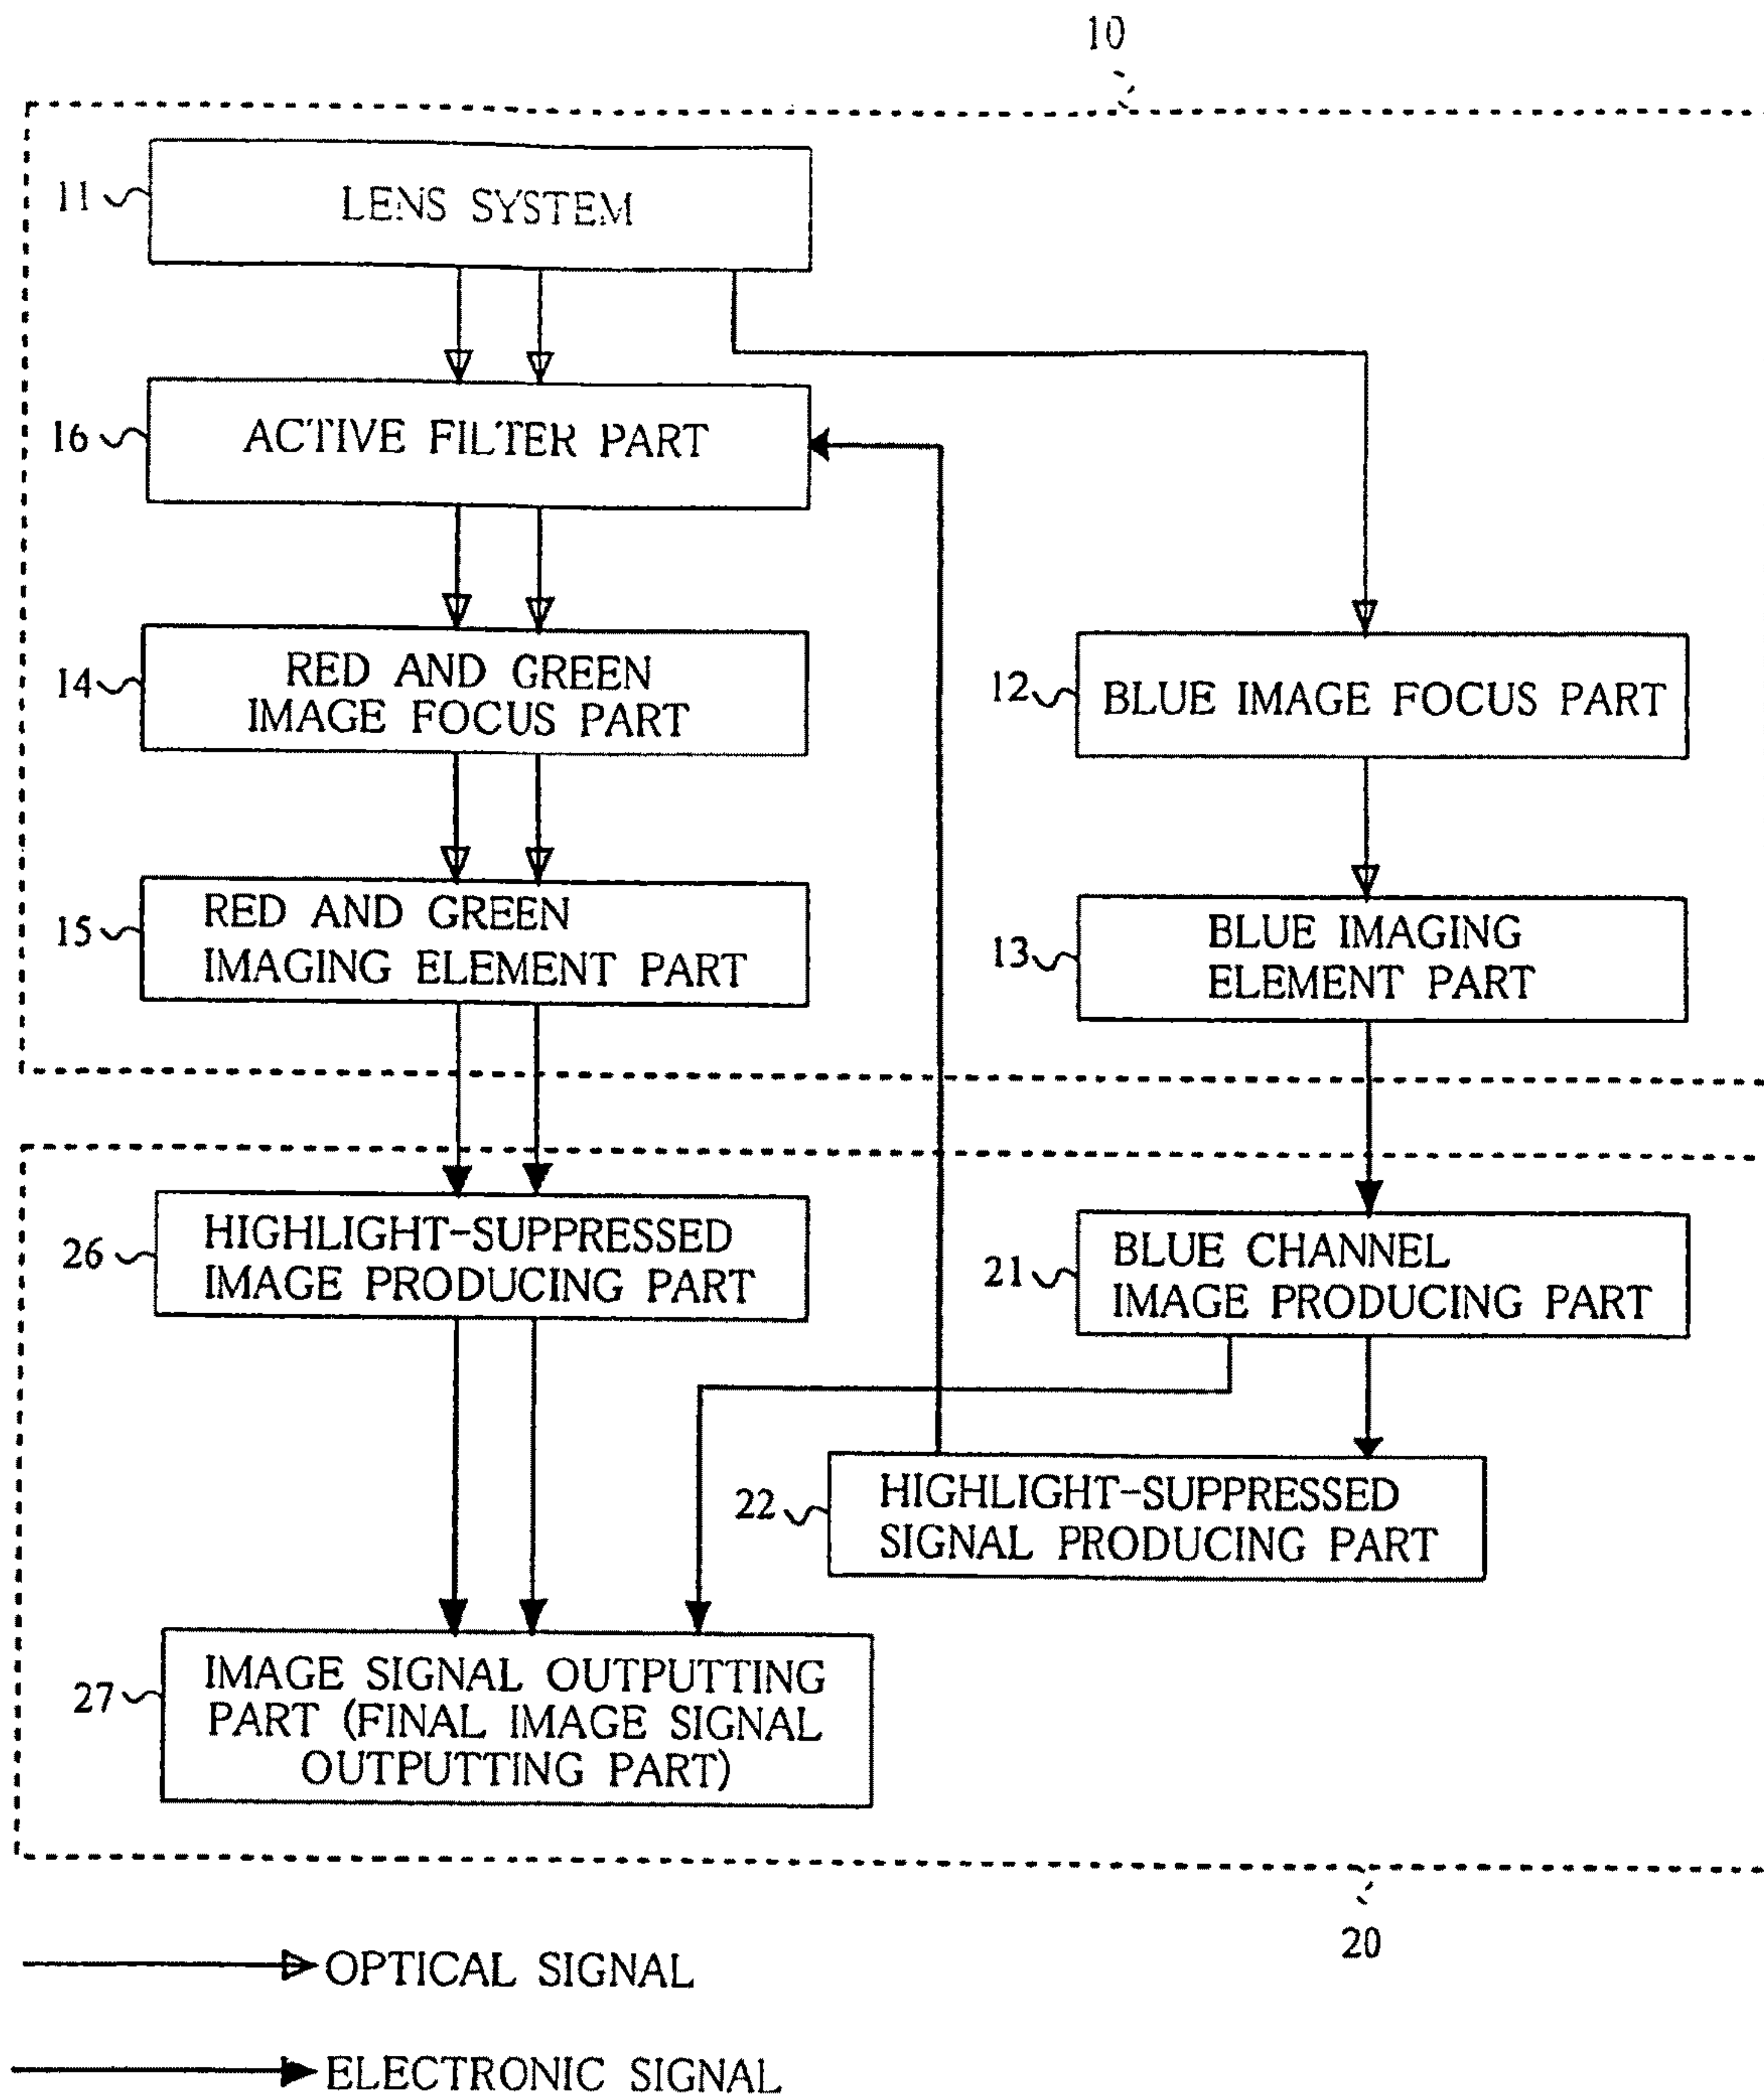 10
11
LENS SYSTEM
16
ACTIVE FILTER PART
14
RED AND GREEN
IMAGE FOCUS PART
12
BLUE IMAGE FOCUS PART
15
RED AND GREEN
IMAGING ELEMENT PART
13
BLUE IMAGING
ELEMENT PART
26
HIGHLIGHT-SUPPRESSED
IMAGE PRODUCING PART
21
BLUE CHANNEL
IMAGE PRODUCING PART
22
HIGHLIGHT-SUPPRESSED
SIGNAL PRODUCING PART
27
IMAGE SIGNAL OUTPUTTING
PART (FINAL IMAGE SIGNAL
OUTPUTTING PART)
20
OPTICAL SIGNAL
ELECTRONIC SIGNAL